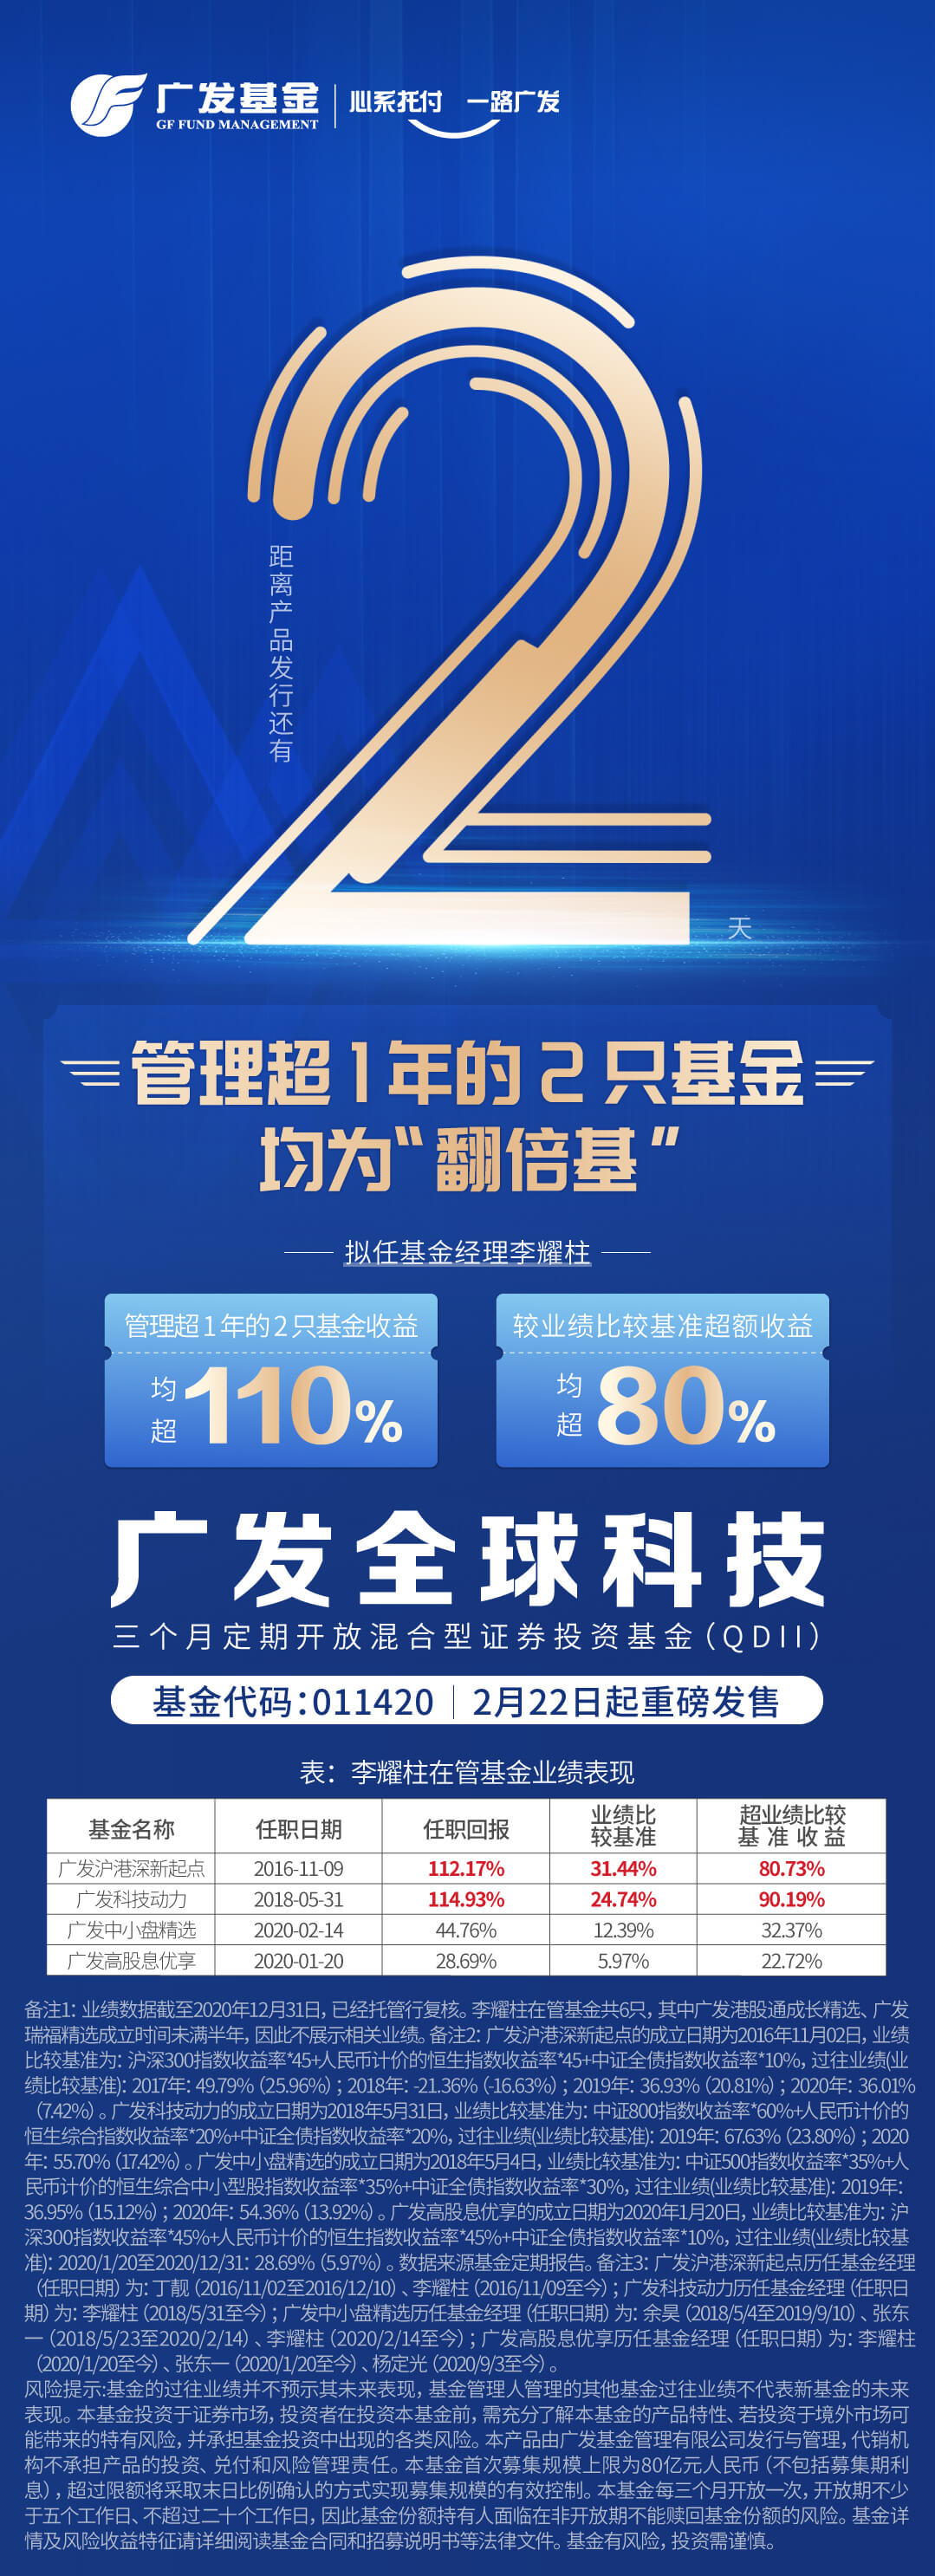 广发基金
GF FUND MANAGEMENT
心系托付 一路广发
2
距离产品发行还有
天
管理超1年的2只基金
均为“翻倍基”
拟任基金经理李耀柱
管理超1年的2只基金收益
均超110%
较业绩比较基准超额收益
均超80%
广发全球科技
三个月定期开放混合型证券投资基金(QDII)
基金代码:011420 | 2月22日起重磅发售
表：李耀柱在管基金业绩表现
基金名称 任职日期 任职回报 业绩比较基准 超业绩比较基准收益
广发沪港深新起点 2016-11-09 112.17% 31.44% 80.73%
广发科技动力 2018-05-31 114.93% 24.74% 90.19%
广发中小盘精选 2020-02-14 44.76% 12.39% 32.37%
广发高股息优享 2020-01-20 28.69% 5.97% 22.72%
备注1：业绩数据截至2020年12月31日，已经托管行复核。李耀柱在管基金共6只，其中广发港股通成长精选、广发
瑞福精选成立时间未满半年，因此不展示相关业绩。备注2：广发沪港深新起点的成立日期为2016年11月02日，业绩
比较基准为：沪深300指数收益率*45+人民币计价的恒生指数收益率*45+中证全债指数收益率*10%，过往业绩(业
绩比较基准)：2017年：49.79%（25.96%）；2018年：-21.36%（-16.63%）；2019年：36.93%（20.81%）；2020年：36.01%
（7.42%）。广发科技动力的成立日期为2018年5月31日，业绩比较基准为：中证800指数收益率*60%+人民币计价的
恒生综合指数收益率*20%+中证全债指数收益率*20%，过往业绩(业绩比较基准)：2019年：67.63%（23.80%）；2020
年：55.70%（17.42%）。广发中小盘精选的成立日期为2018年5月4日，业绩比较基准为：中证500指数收益率*35%+人
民币计价的恒生综合中小型股指数收益率*35%+中证全债指数收益率*30%，过往业绩(业绩比较基准)：2019年：
36.95%（15.12%）；2020年：54.36%（13.92%）。广发高股息优享的成立日期为2020年1月20日，业绩比较基准为：沪
深300指数收益率*45%+人民币计价的恒生指数收益率*45%+中证全债指数收益率*10%，过往业绩(业绩比较基
准)：2020/1/20至2020/12/31：28.69%（5.97%）。数据来源基金定期报告。备注3：广发沪港深新起点历任基金经理
（任职日期）为：丁靓（2016/11/02至2016/12/10）、李耀柱（2016/11/09至今）；广发科技动力历任基金经理（任职日
期）为：李耀柱（2018/5/31至今）；广发中小盘精选历任基金经理（任职日期）为：余昊（2018/5/4至2019/9/10）、张东
一（2018/5/23至2020/2/14）、李耀柱（2020/2/14至今）；广发高股息优享历任基金经理（任职日期）为：李耀柱
（2020/1/20至今）、张东一（2020/1/20至今）、杨定光（2020/9/3至今）。
风险提示:基金的过往业绩并不预示其未来表现，基金管理人管理的其他基金过往业绩不代表新基金的未来
表现。本基金投资于证券市场，投资者在投资本基金前，需充分了解本基金的产品特性、若投资于境外市场可
能带来的特有风险，并承担基金投资中出现的各类风险。本产品由广发基金管理有限公司发行与管理，代销机
构不承担产品的投资、兑付和风险管理责任。本基金首次募集规模上限为80亿元人民币（不包括募集期利
息），超过限额将采取末日比例确认的方式实现募集规模的有效控制。本基金每三个月开放一次，开放期不少
于五个工作日、不超过二十个工作日，因此基金份额持有人面临在非开放期不能赎回基金份额的风险。基金详
情及风险收益特征请详细阅读基金合同和招募说明书等法律文件。基金有风险，投资需谨慎。